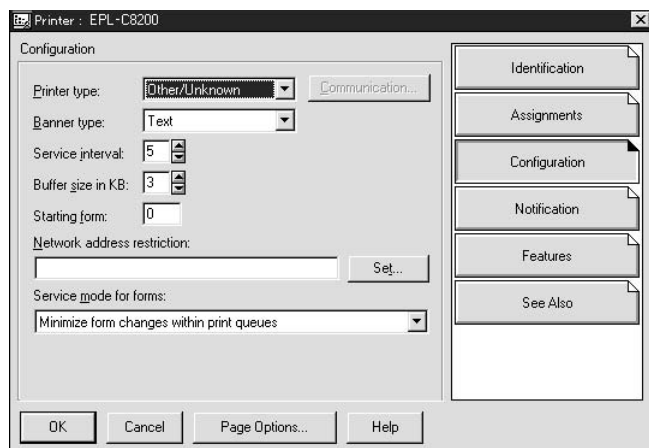 Printer : EPL-C8200
Configuration
Printer type: Other/Unknown Communication...
Banner type: Text
Service interval: 5
Buffer size in KB: 3
Starting form: 0
Network address restriction:
Set...
Service mode for forms:
Minimize form changes within print queues
Identification
Assignments
Configuration
Notification
Features
See Also
OK Cancel Page Options... Help